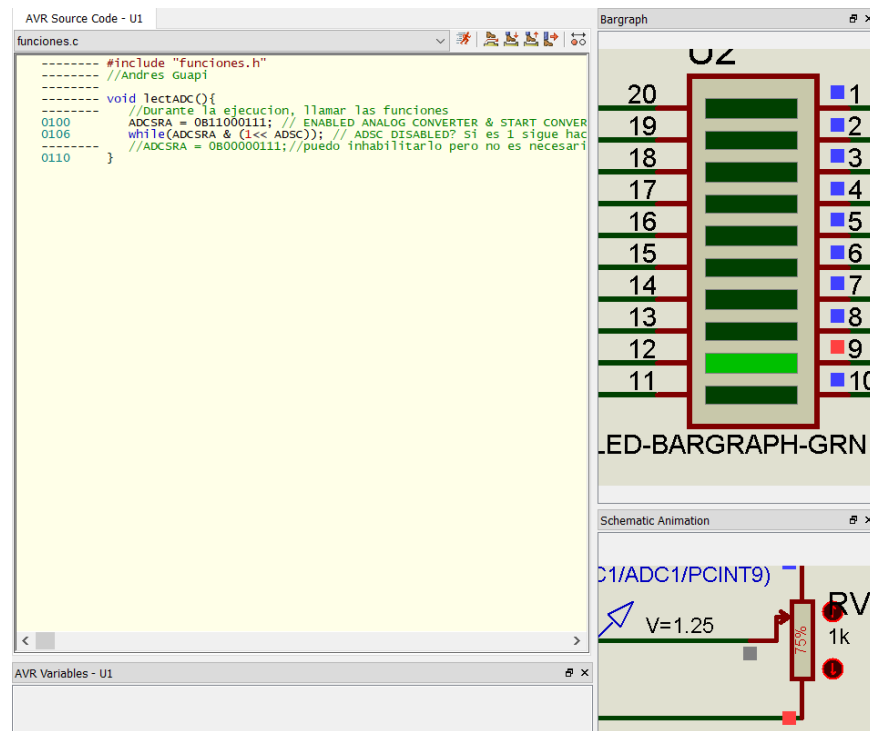 AVR Source Code - U1
funciones.c
-------- #include "funciones.h"
-------- //Andres Guapi
--------
-------- void lectADC(){
-------- //Durante la ejecucion, llamar las funciones
0100 ADCSRA = 0B11000111; // ENABLED ANALOG CONVERTER & START CONVER
0106 while(ADCSRA & (1<< ADSC)); // ADSC DISABLED? Si es 1 sigue hac
-------- //ADCSRA = 0B00000111;//puedo inhabilitarlo pero no es necesari
0110 }
AVR Variables - U1
Bargraph
U2
20 1
19 2
18 3
17 4
16 5
15 6
14 7
13 8
12 9
11 10
LED-BARGRAPH-GRN
Schematic Animation
C1/ADC1/PCINT9)
RV
V=1.25
75%
1k